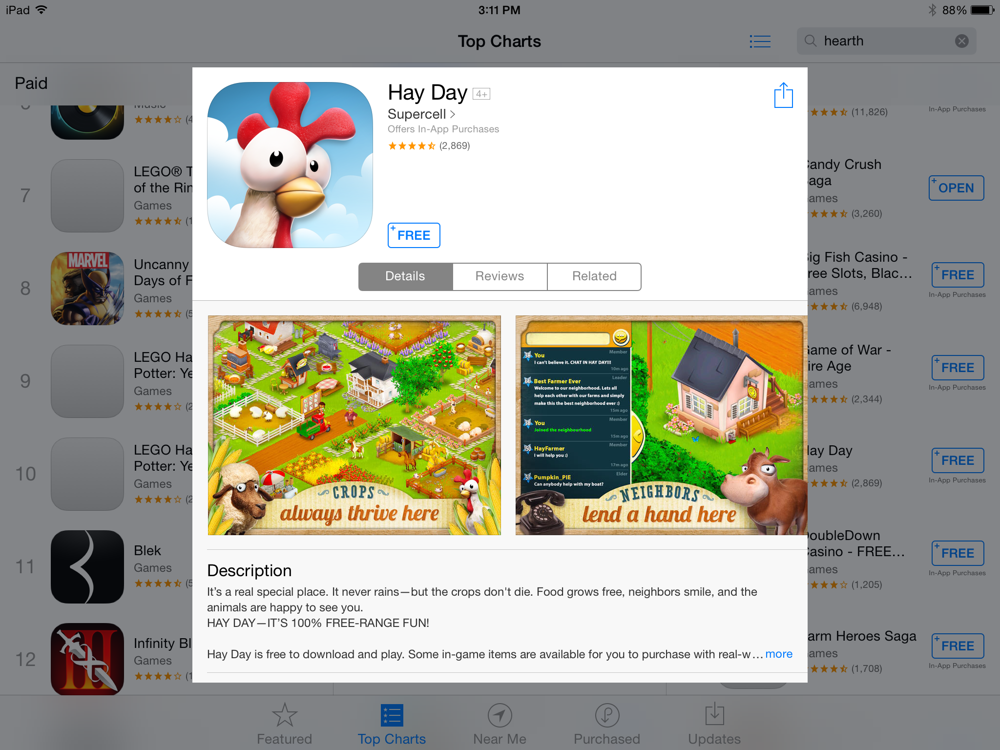 iPad
3:11 PM
88%
Top Charts
hearth
Paid
Music
(4
7
LEGO® T
of the Rin
Games
(1
8
MARVEL
Uncanny
Days of F
Games
(5
9
LEGO Ha
Potter: Ye
Games
(2
10
LEGO Ha
Potter: Ye
Games
(2
11
Blek
Games
(5
12
Infinity Bl
Games
(1
Hay Day 4+
Supercell >
Offers In-App Purchases
(2,869)
+ FREE
Details
Reviews
Related
CROPS
always thrive here
38 You Member
I can't believe it. CHAT IN HAY DAY!!!
10m ago
66 Best Farmer Ever Leader
Welcome to our neighborhood. Lets all
help each other with our farms and simply
make this the best neighborhood ever :)
15m ago
38 You Member
Joined the neighbourhood
15m ago
150 HayFarmer Member
I will help you :)
17m ago
57 Pumpkin_PIE Elder
Can anybody help with my boat?
NEIGHBORS
lend a hand here
Description
It's a real special place. It never rains—but the crops don't die. Food grows free, neighbors smile, and the
animals are happy to see you.
HAY DAY—IT'S 100% FREE-RANGE FUN!
Hay Day is free to download and play. Some in-game items are available for you to purchase with real-w… more
(11,826)
In-App Purchases
andy Crush
aga
ames
(3,260)
+ OPEN
ig Fish Casino -
ree Slots, Blac...
ames
(6,948)
+ FREE
In-App Purchases
ame of War -
ire Age
ames
(2,344)
+ FREE
In-App Purchases
ay Day
ames
(2,869)
+ FREE
In-App Purchases
oubleDown
asino - FREE...
ames
(1,205)
+ FREE
In-App Purchases
arm Heroes Saga
ames
(1,708)
+ FREE
In-App Purchases
Featured
Top Charts
Near Me
Purchased
Updates